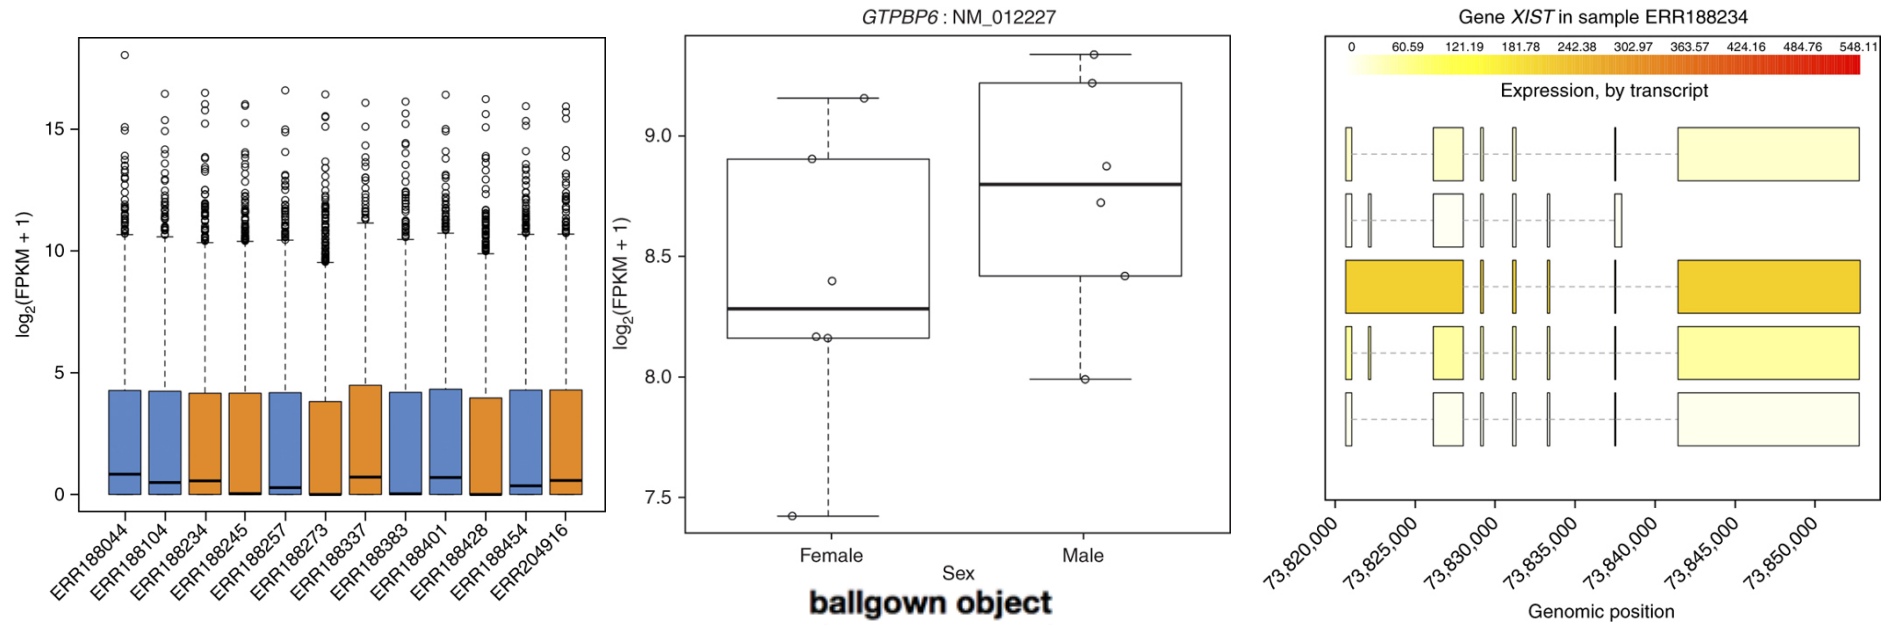 log2(FPKM + 1)
15
10
5
0
ERR188044
ERR188104
ERR188234
ERR188245
ERR188257
ERR188273
ERR188337
ERR188383
ERR188401
ERR188428
ERR188454
ERR204916
GTPBP6 : NM_012227
log2(FPKM + 1)
9.0
8.5
8.0
7.5
Female Male
Sex
ballgown object
Gene XIST in sample ERR188234
0 60.59 121.19 181.78 242.38 302.97 363.57 424.16 484.76 548.11
Expression, by transcript
73,820,000
73,825,000
73,830,000
73,835,000
73,840,000
73,845,000
73,850,000
Genomic position